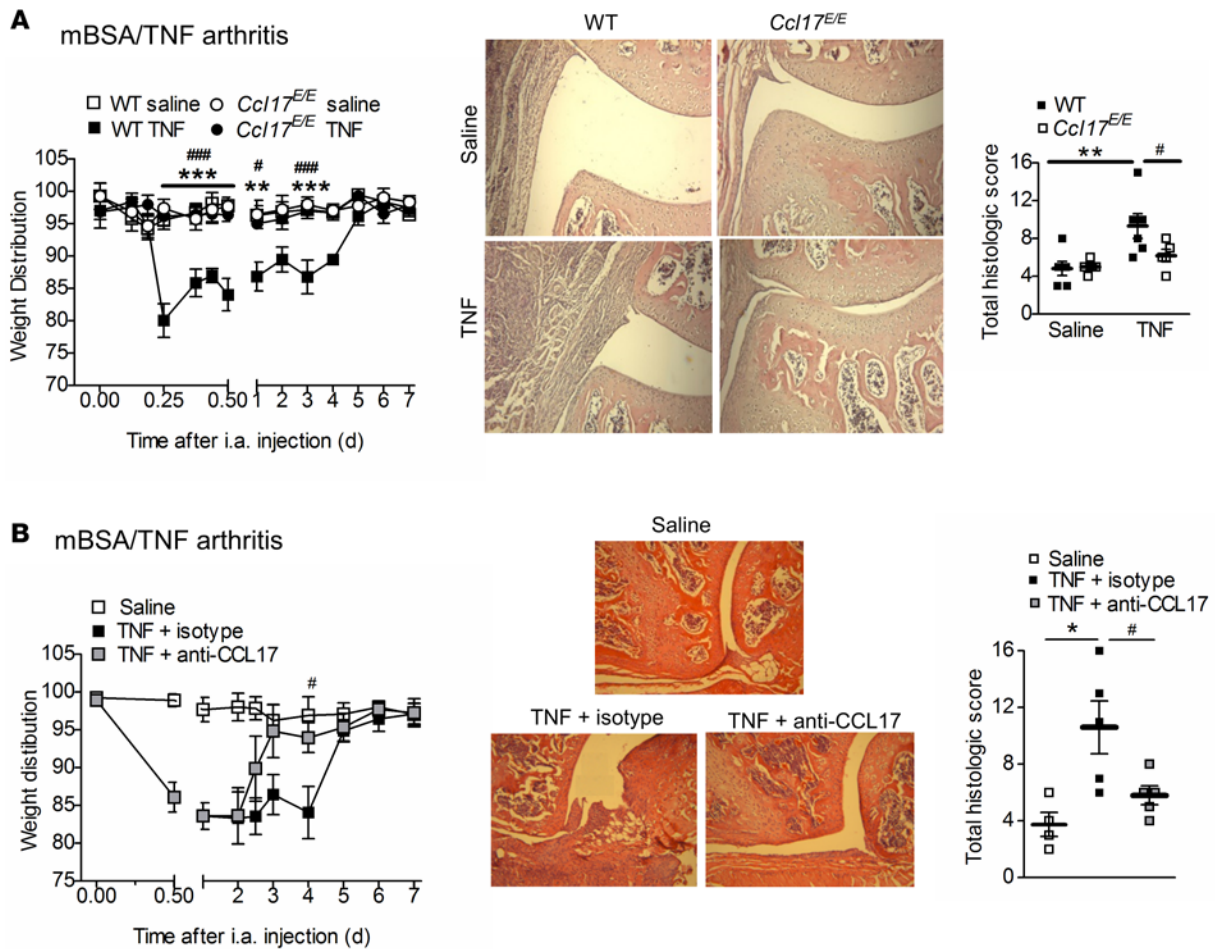 A
mBSA/TNF arthritis
WT saline
Ccl17E/E saline
WT TNF
Ccl17E/E TNF
###
***
#
**
###
***
105
100
95
90
85
80
75
70
Weight Distribution
0.00 0.25 0.50 1 2 3 4 5 6 7
Time after i.a. injection (d)
WT
Ccl17E/E
Saline
TNF
WT
Ccl17E/E
**
#
16
12
8
4
0
Total histologic score
Saline TNF
B
mBSA/TNF arthritis
Saline
TNF + isotype
TNF + anti-CCL17
#
105
100
95
90
85
80
75
Weight distibution
0.00 0.50 2 3 4 5 6 7
Time after i.a. injection (d)
Saline
TNF + isotype
TNF + anti-CCL17
Saline
TNF + isotype
TNF + anti-CCL17
*
#
16
12
8
4
0
Total histologic score